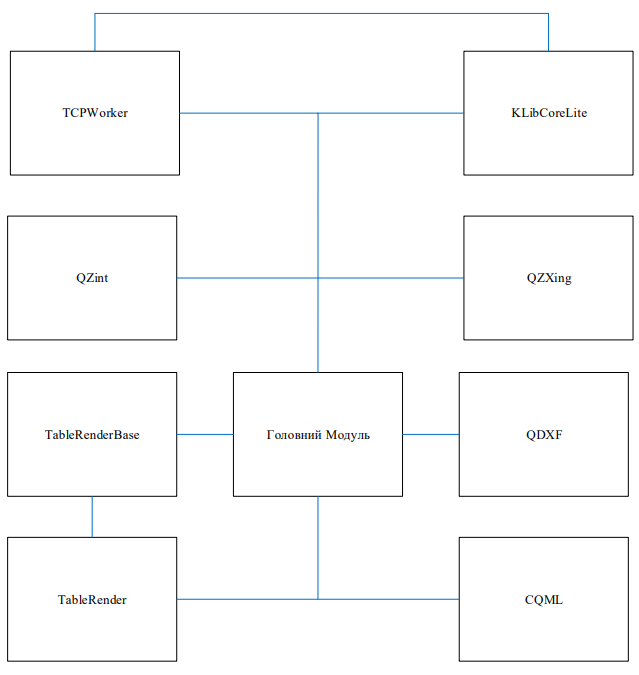 TCPWorker
KLibCoreLite
QZint
QZXing
TableRenderBase
Головний Модуль
QDXF
TableRender
CQML